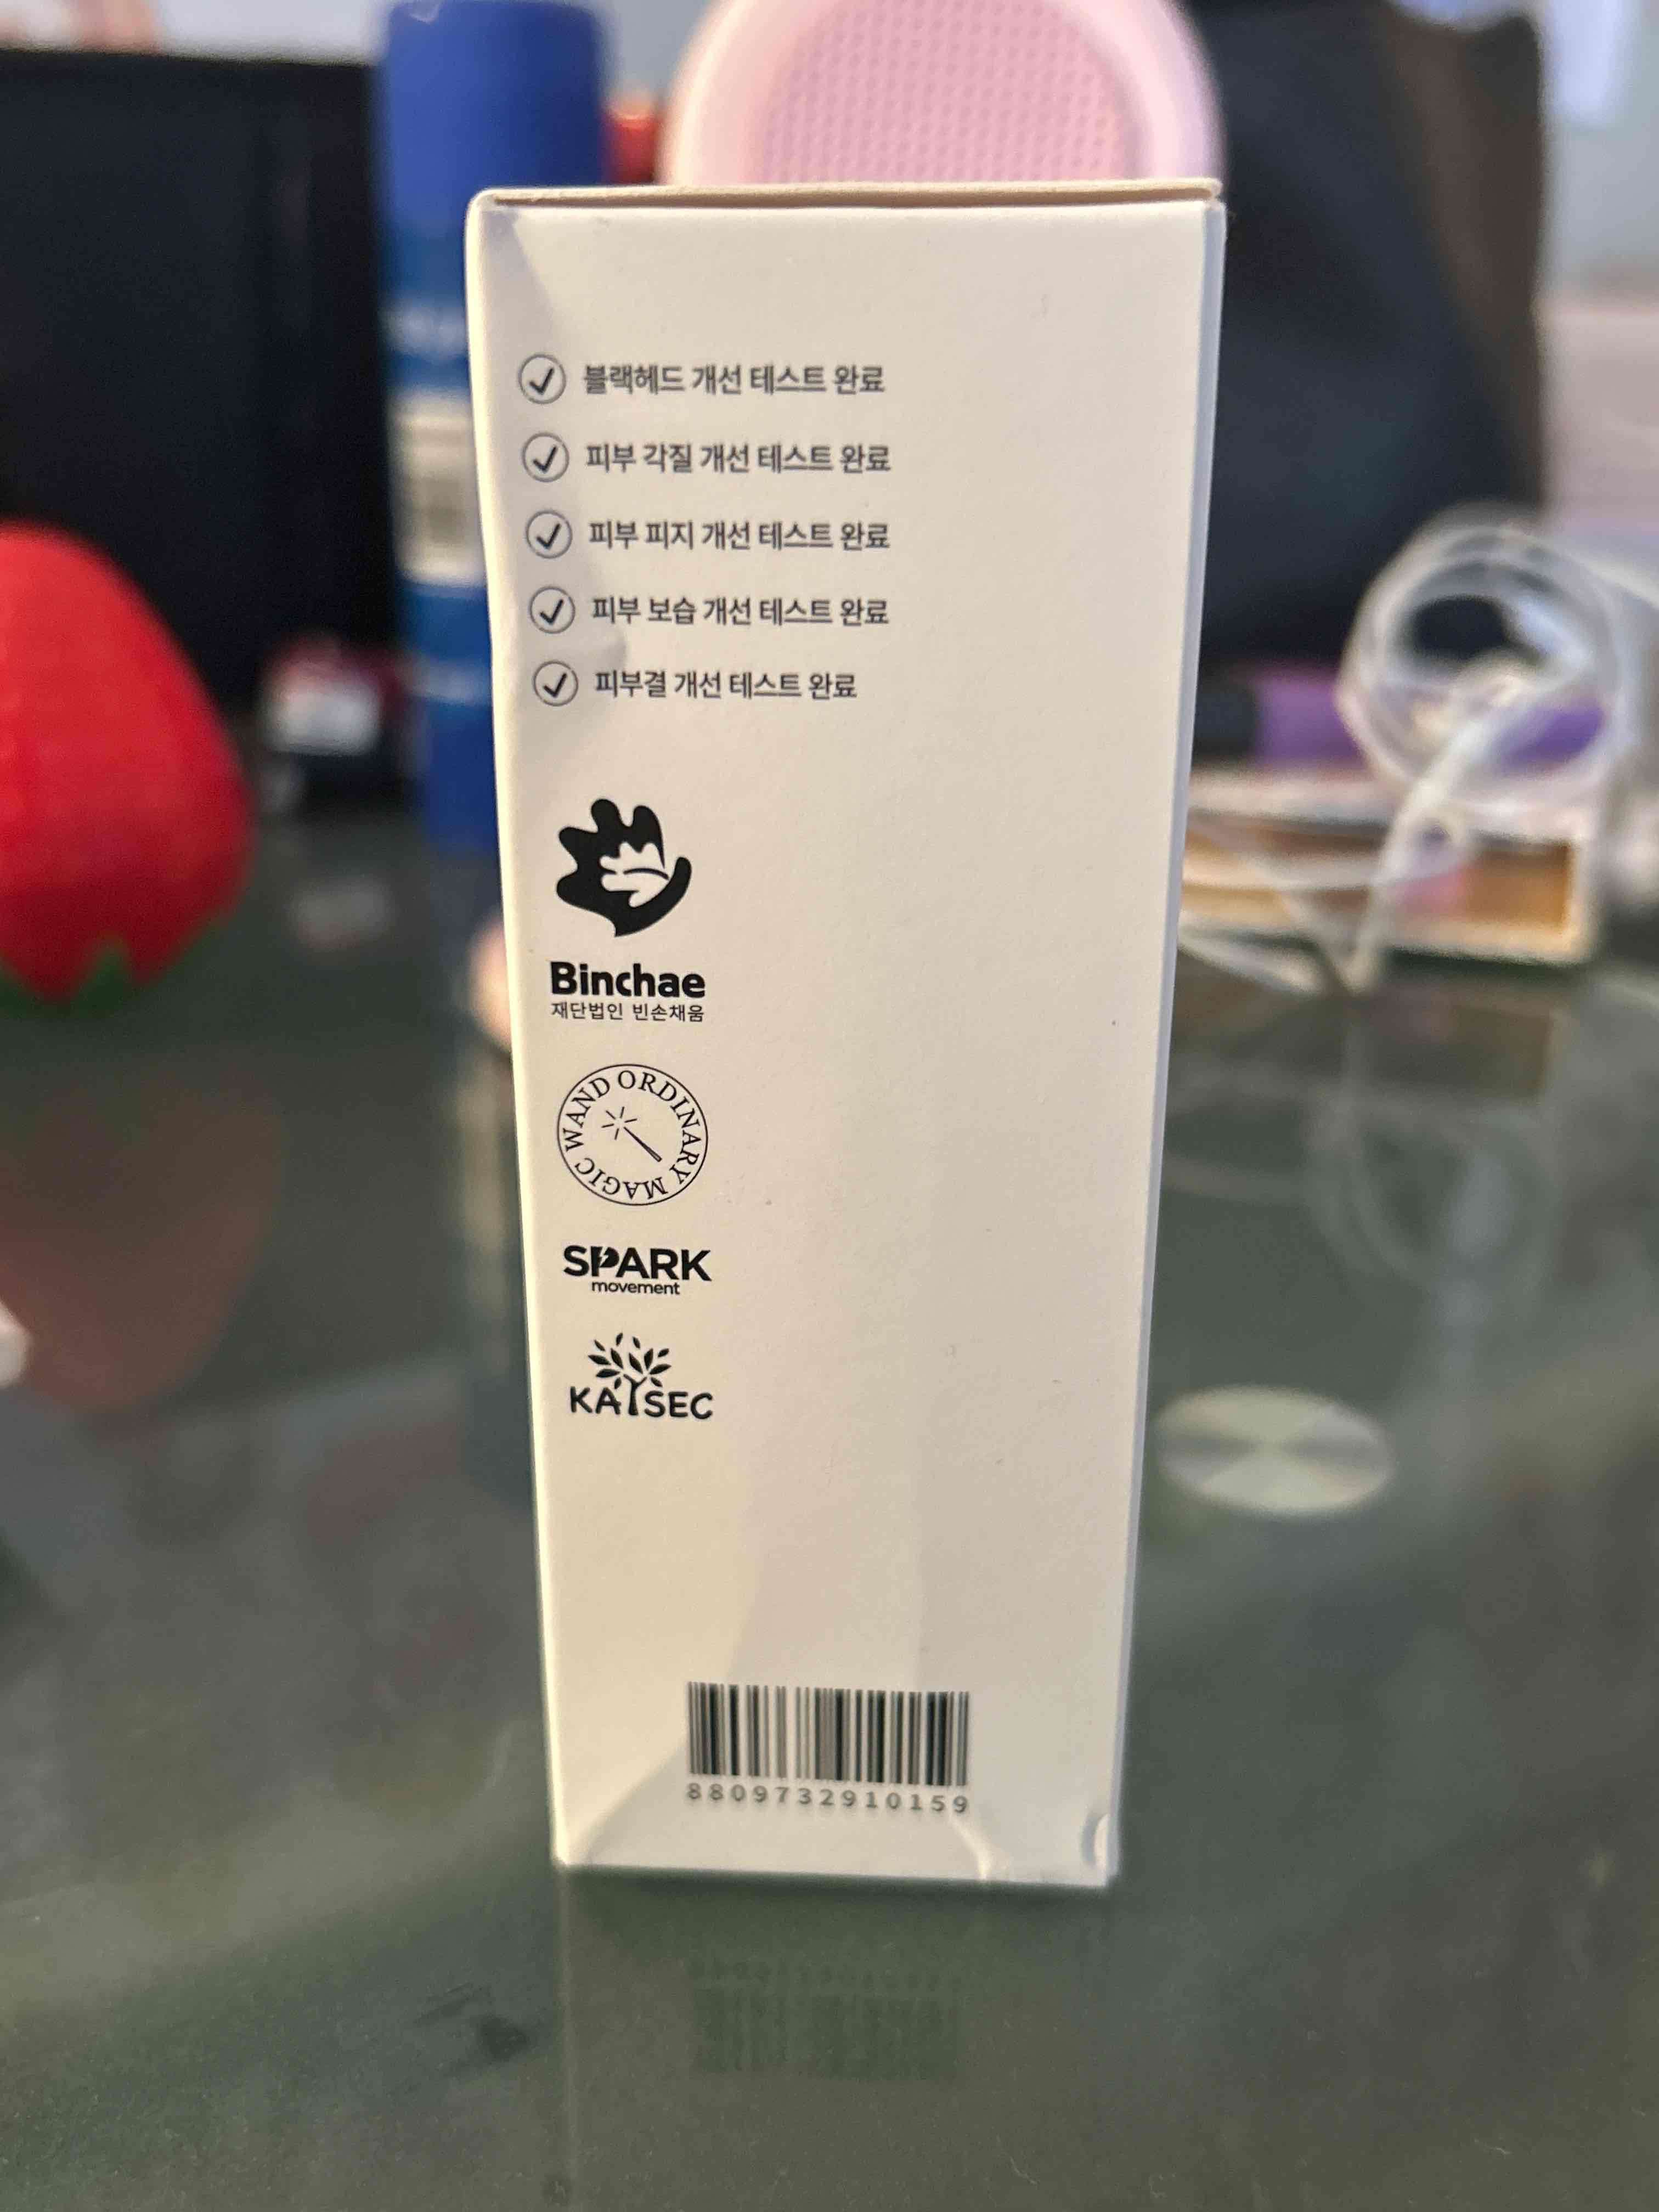 블랙헤드 개선 테스트 완료
피부 각질 개선 테스트 완료
피부 피지 개선 테스트 완료
피부 보습 개선 테스트 완료
피부결 개선 테스트 완료
Binchae
재단법인 빈손채움
ORDINARY MAGIC WAND
SPARK
movement
KAISEC
8809732910159